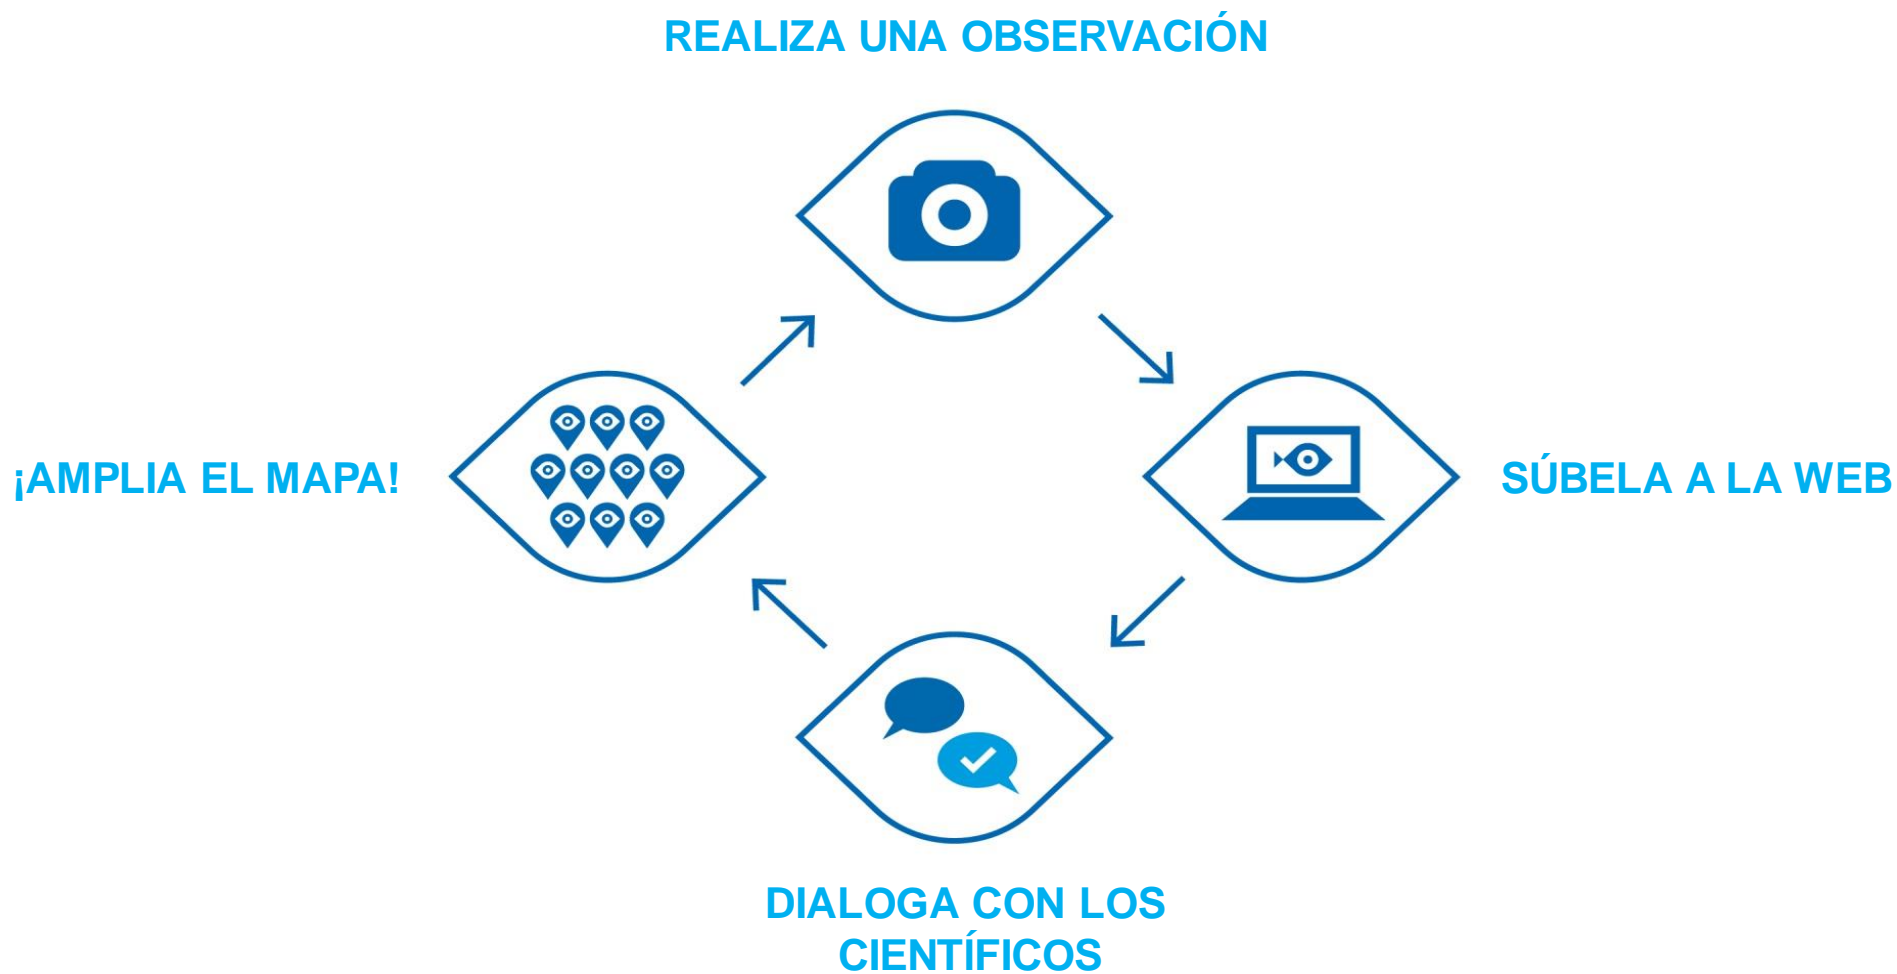 REALIZA UNA OBSERVACIÓN
¡AMPLIA EL MAPA!
SÚBELA A LA WEB
DIALOGA CON LOS
CIENTÍFICOS